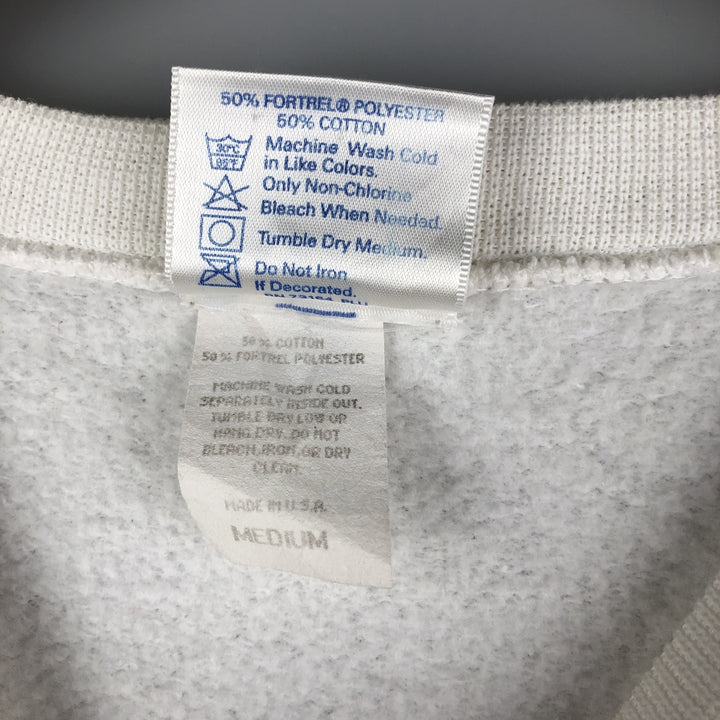 50% FORTREL® POLYESTER
50% COTTON
30°C
85°F
Machine Wash Cold
in Like Colors.
Only Non-Chlorine
Bleach When Needed.
Tumble Dry Medium.
Do Not Iron
If Decorated.
50% COTTON
50% FORTREL POLYESTER
MACHINE WASH COLD
SEPARATELY INSIDE OUT.
TUMBLE DRY LOW OR
HANG DRY. DO NOT
BLEACH, IRON, OR DRY
CLEAN.
MADE IN U.S.A.
MEDIUM